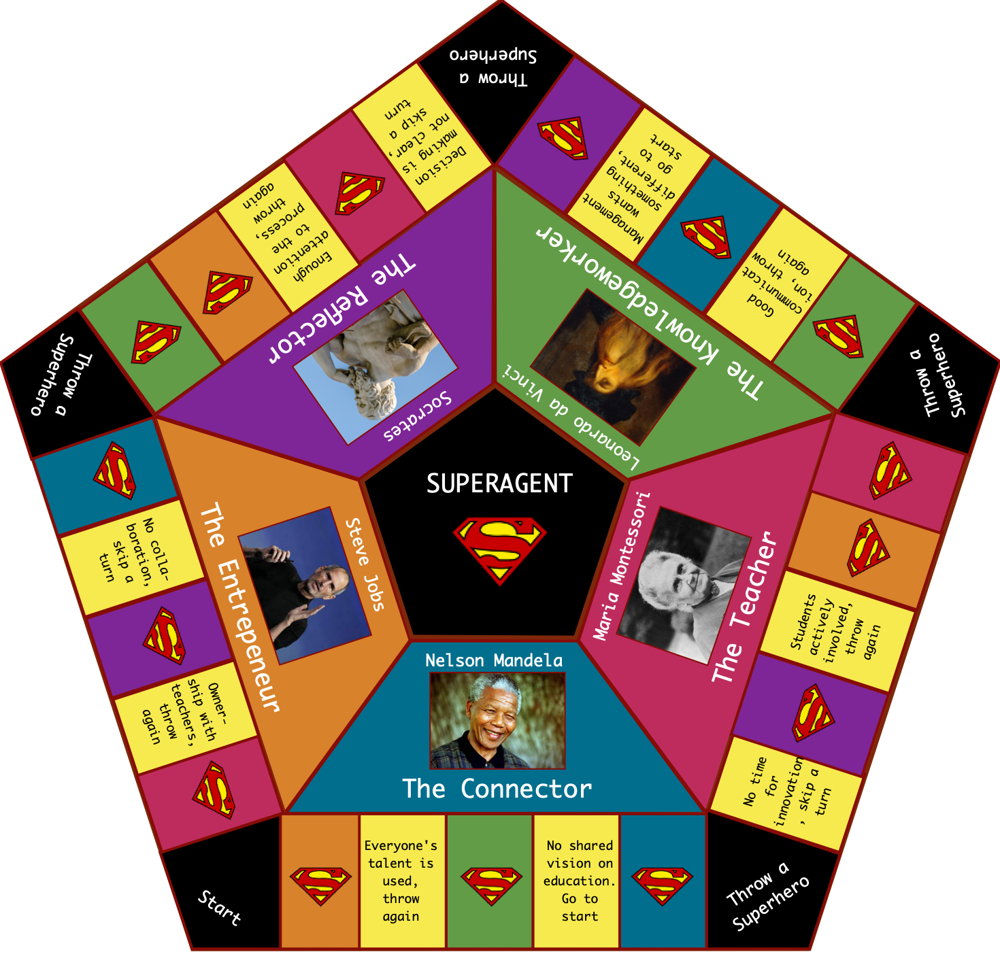 SUPERAGENT
Nelson Mandela
The Connector
Steve Jobs
The Entrepeneur
Socrates
The Reflector
Leonardo da Vinci
The Knowledgeworker
Maria Montessori
The Teacher
Start
Everyone's
talent is
used,
throw
again
No shared
vision on
education.
Go to
start
Throw a
Superhero
No time
for
innovation
, skip a
turn
Students
actively
involved,
throw
again
Throw a
Superhero
Good
communicat
ion, throw
again
Management
wants
something
different,
go to
start
Throw a
Superhero
Decision
making is
not clear,
skip a
turn
Enough
attention
to the
process,
throw
again
Throw a
Superhero
No colla-
boration,
skip a
turn
Owner-
ship with
teachers,
throw
again